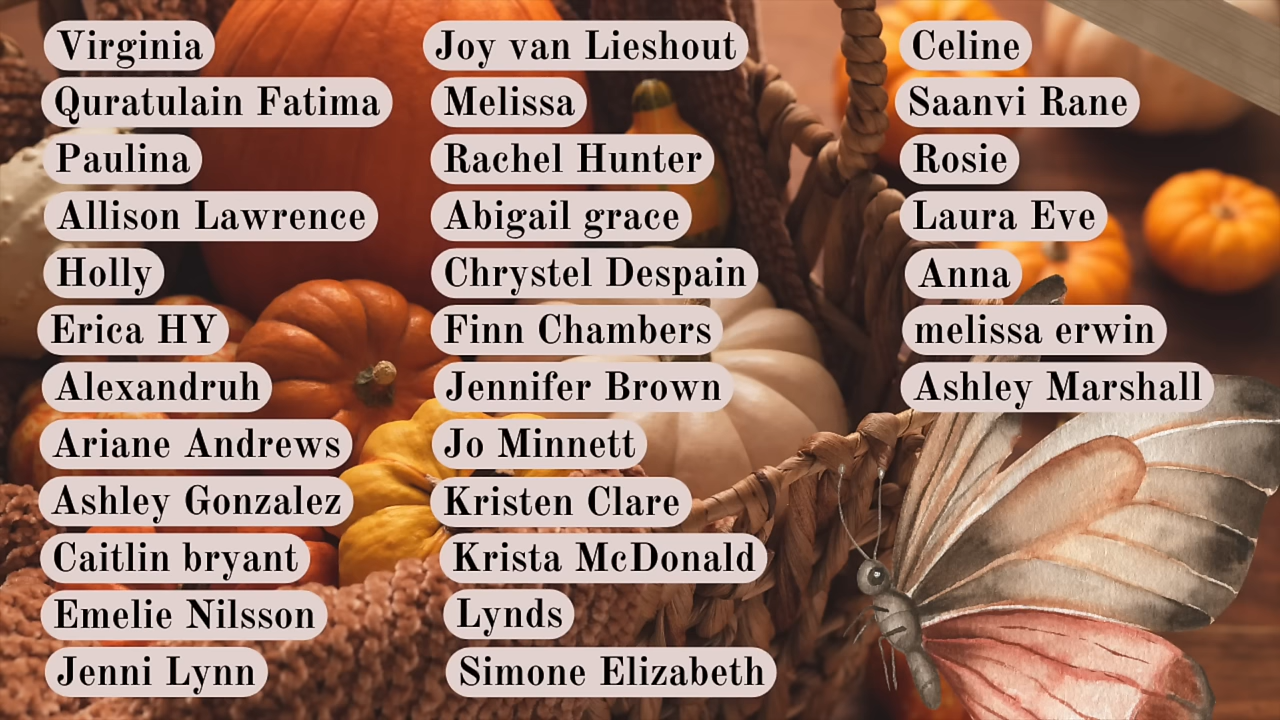 Virginia
Quratulain Fatima
Paulina
Allison Lawrence
Holly
Erica HY
Alexandruh
Ariane Andrews
Ashley Gonzalez
Caitlin bryant
Emelie Nilsson
Jenni Lynn
Joy van Lieshout
Melissa
Rachel Hunter
Abigail grace
Chrystel Despain
Finn Chambers
Jennifer Brown
Jo Minnett
Kristen Clare
Krista McDonald
Lynds
Simone Elizabeth
Celine
Saanvi Rane
Rosie
Laura Eve
Anna
melissa erwin
Ashley Marshall